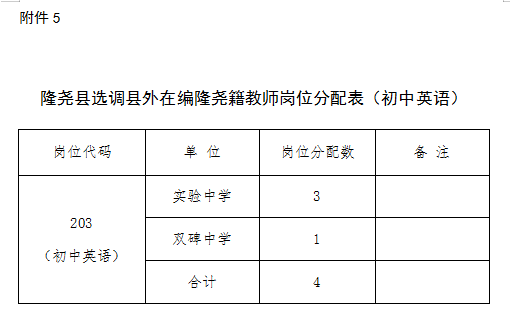 附件 5
隆尧县选调县外在编隆尧籍教师岗位分配表（初中英语）
岗位代码 单 位 岗位分配数 备 注
203
（初中英语）
实验中学 3
双碑中学 1
合计 4